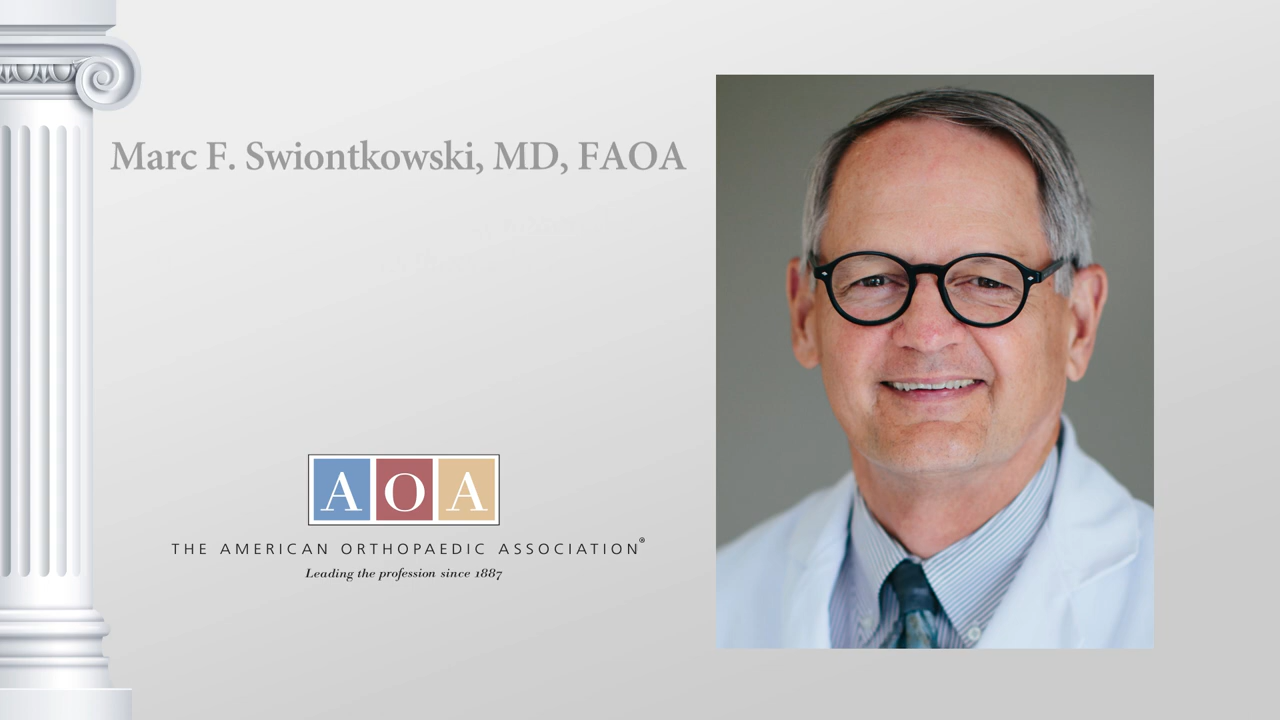 Marc F. Swiontkowski, MD, FAOA
AOA
THE AMERICAN ORTHOPAEDIC ASSOCIATION®
Leading the profession since 1887